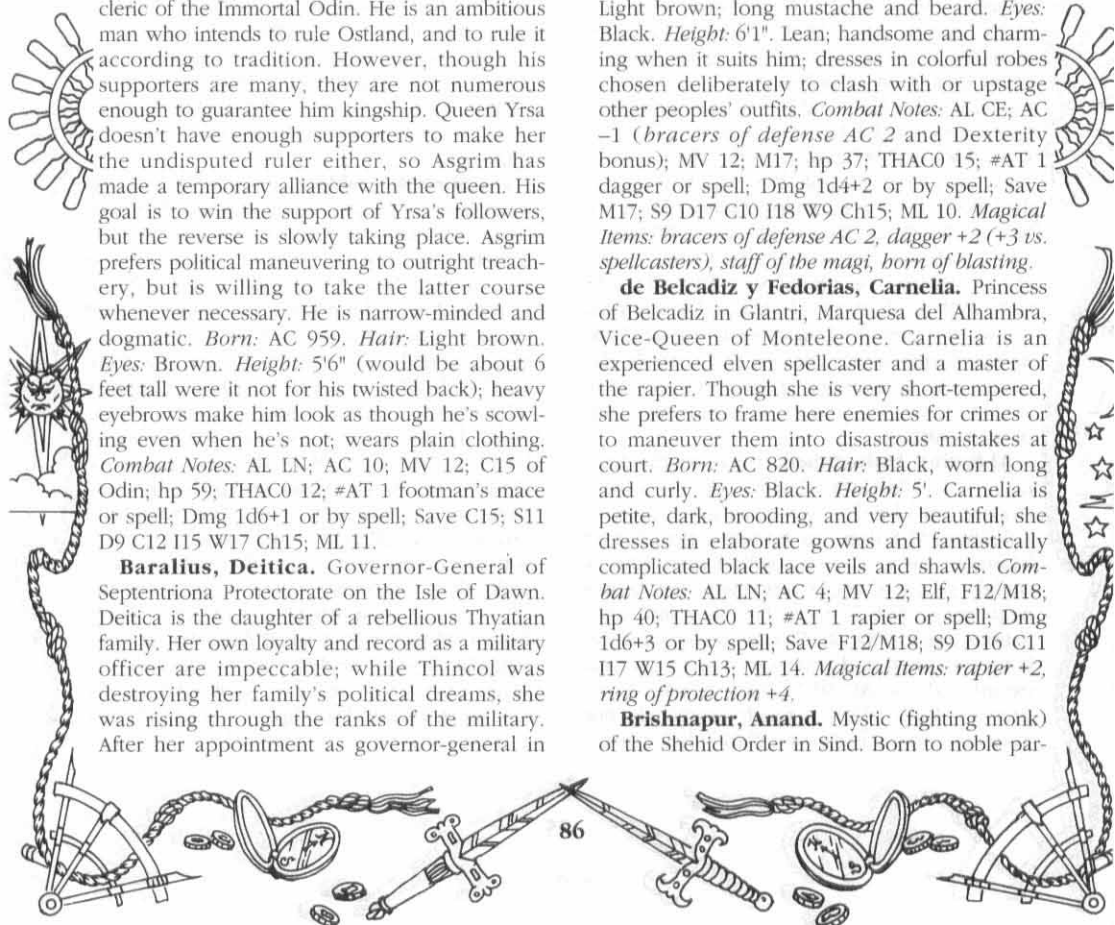 cleric of the Immortal Odin. He is an ambitious
man who intends to rule Ostland, and to rule it
according to tradition. However, though his
supporters are many, they are not numerous
enough to guarantee him kingship. Queen Yrsa
doesn't have enough supporters to make her
the undisputed ruler either, so Asgrim has
made a temporary alliance with the queen. His
goal is to win the support of Yrsa's followers,
but the reverse is slowly taking place. Asgrim
prefers political maneuvering to outright treach-
ery, but is willing to take the latter course
whenever necessary. He is narrow-minded and
dogmatic. Born: AC 959. Hair: Light brown.
Eyes: Brown. Height: 5'6" (would be about 6
feet tall were it not for his twisted back); heavy
eyebrows make him look as though he's scowl-
ing even when he's not; wears plain clothing.
Combat Notes: AL LN; AC 10; MV 12; C15 of
Odin; hp 59; THAC0 12; #AT 1 footman's mace
or spell; Dmg 1d6+1 or by spell; Save C15; S11
D9 C12 I15 W17 Ch15; ML 11.
Baralius, Deitica. Governor-General of
Septentriona Protectorate on the Isle of Dawn.
Deitica is the daughter of a rebellious Thyatian
family. Her own loyalty and record as a military
officer are impeccable; while Thincol was
destroying her family's political dreams, she
was rising through the ranks of the military.
After her appointment as governor-general in
Light brown; long mustache and beard. Eyes:
Black. Height: 6'1". Lean; handsome and charm-
ing when it suits him; dresses in colorful robes
chosen deliberately to clash with or upstage
other peoples' outfits. Combat Notes: AL CE; AC
–1 (bracers of defense AC 2 and Dexterity
bonus); MV 12; M17; hp 37; THAC0 15; #AT 1
dagger or spell; Dmg 1d4+2 or by spell; Save
M17; S9 D17 C10 I18 W9 Ch15; ML 10. Magical
Items: bracers of defense AC 2, dagger +2 (+3 vs.
spellcasters), staff of the magi, horn of blasting.
de Belcadiz y Fedorias, Carnelia. Princess
of Belcadiz in Glantri, Marquesa del Alhambra,
Vice-Queen of Monteleone. Carnelia is an
experienced elven spellcaster and a master of
the rapier. Though she is very short-tempered,
she prefers to frame here enemies for crimes or
to maneuver them into disastrous mistakes at
court. Born: AC 820. Hair: Black, worn long
and curly. Eyes: Black. Height: 5'. Carnelia is
petite, dark, brooding, and very beautiful; she
dresses in elaborate gowns and fantastically
complicated black lace veils and shawls. Com-
bat Notes: AL LN; AC 4; MV 12; Elf, F12/M18;
hp 40; THAC0 11; #AT 1 rapier or spell; Dmg
1d6+3 or by spell; Save F12/M18; S9 D16 C11
I17 W15 Ch13; ML 14. Magical Items: rapier +2,
ring of protection +4.
Brishnapur, Anand. Mystic (fighting monk)
of the Shehid Order in Sind. Born to noble par-
86